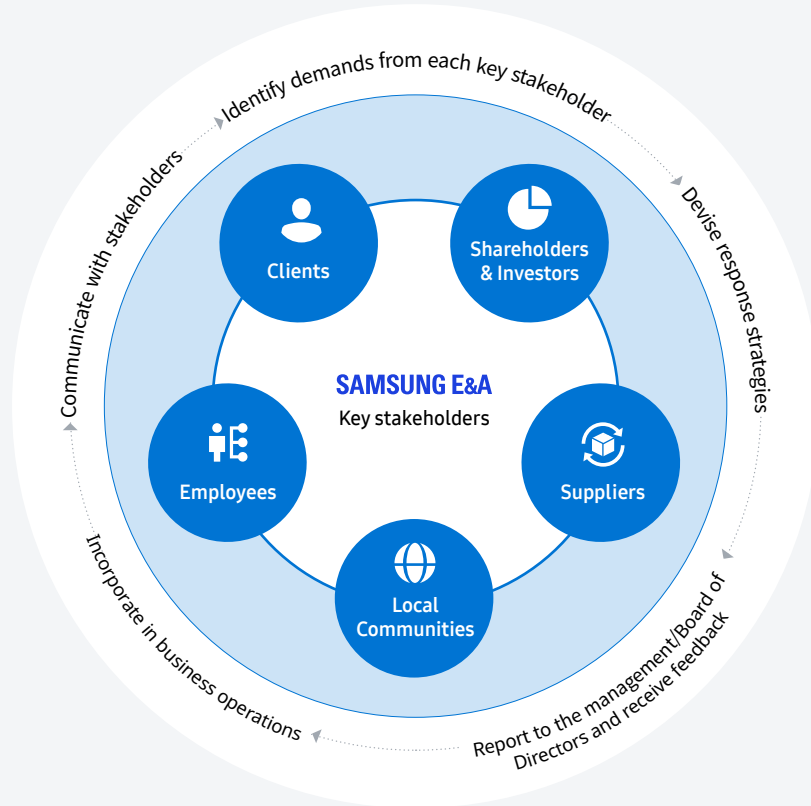 Identify demands from each key stakeholder
Devise response strategies
Report to the management/Board of
Directors and receive feedback
Incorporate in business operations
Communicate with stakeholders
Clients
Shareholders
& Investors
SAMSUNG E&A
Key stakeholders
Employees
Suppliers
Local
Communities